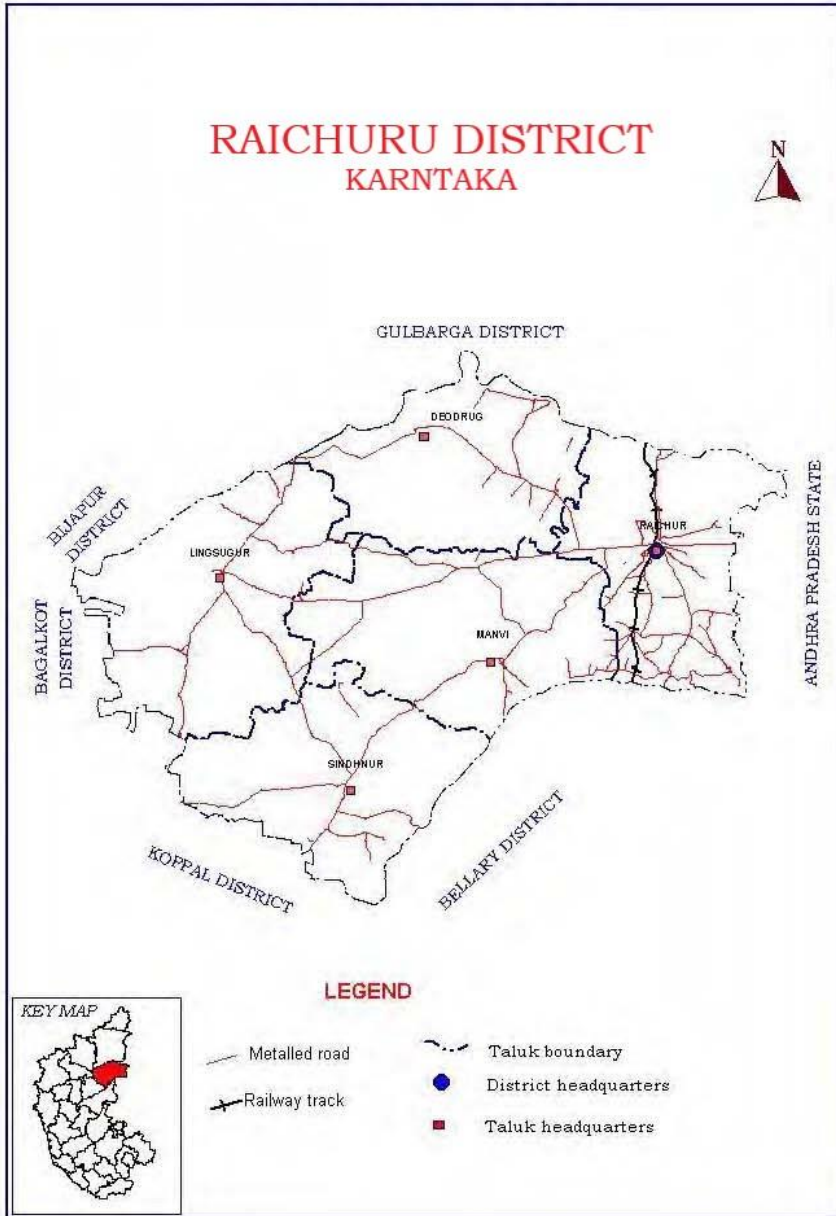 RAICHURU DISTRICT
KARNTAKA
N
GULBARGA DISTRICT
DEODRUG
BIJAPUR
DISTRICT
ANDHRA PRADESH STATE
RAICHUR
LINGSUGUR
BAGALKOT
DISTRICT
MANVI
SINDHNUR
KOPPAL DISTRICT
BELLARY DISTRICT
LEGEND
KEY MAP
Metalled road
Railway track
Taluk boundary
District headquarters
Taluk headquarters